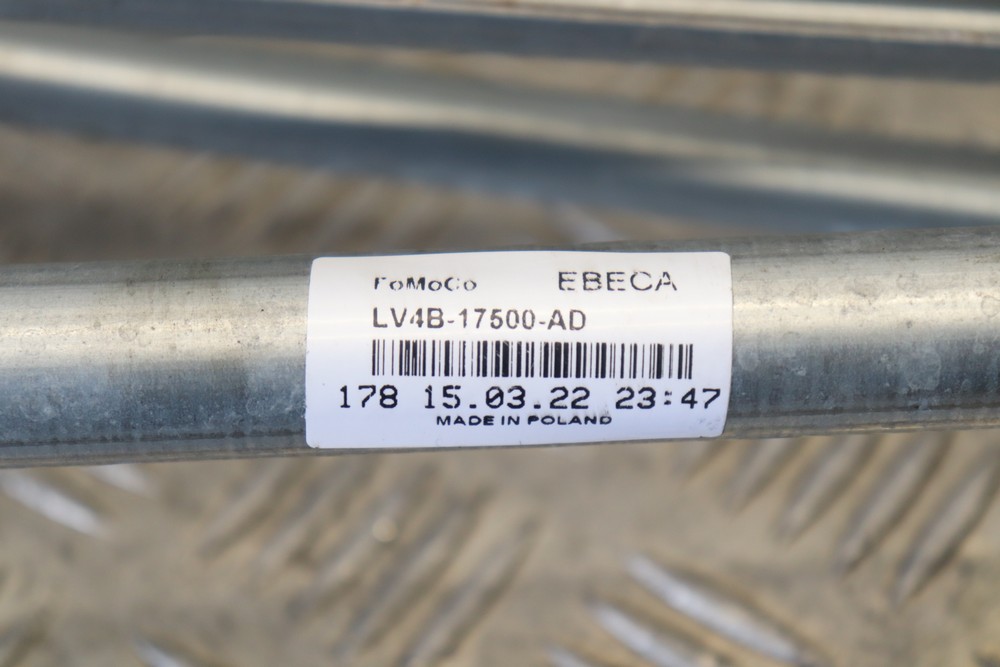 FoMoCo EBECA
LV4B-17500-AD
178 15.03.22 23:47
MADE IN POLAND